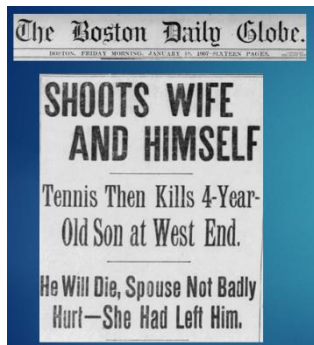 The Boston Daily Globe.
BOSTON, FRIDAY MORNING, JANUARY 18, 1907-SIXTEEN PAGES.
SHOOTS WIFE
AND HIMSELF
Tennis Then Kills 4-Year-
Old Son at West End.
He Will Die, Spouse Not Badly
Hurt—She Had Left Him.